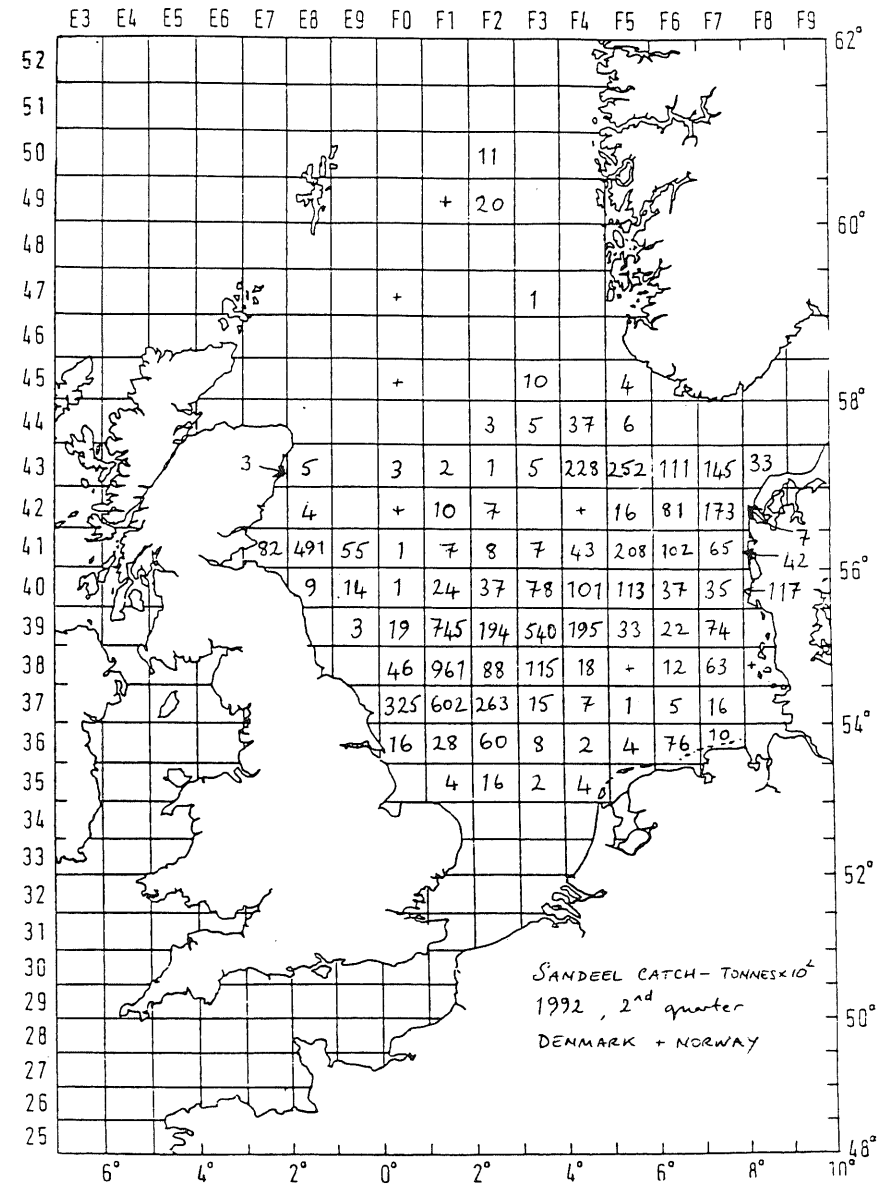 E3 E4 E5 E6 E7 E8 E9 F0 F1 F2 F3 F4 F5 F6 F7 F8 F9
62°
52
51
50 11
49 + 20
60°
48
47 + 1
46
45 + 10 4
58°
44 3 5 37 6
43 3 5 3 2 1 5 228 252 111 145 33
42 4 + 10 7 + 16 81 173
7
41 82 491 55 1 7 8 7 43 208 102 65 42
56°
40 9 14 1 24 37 78 101 113 37 35 117
39 3 19 745 194 540 195 33 22 74
38 46 961 88 115 18 + 12 63 +
37 325 602 263 15 7 1 5 16
54°
36 16 28 60 8 2 4 76 10
35 4 16 2 4
34
33
52°
32
31
30
SANDEEL CATCH - TONNES×10²
29
1992, 2nd quarter
50°
28
DENMARK + NORWAY
27
26
25
48°
6° 4° 2° 0° 2° 4° 6° 8° 10°